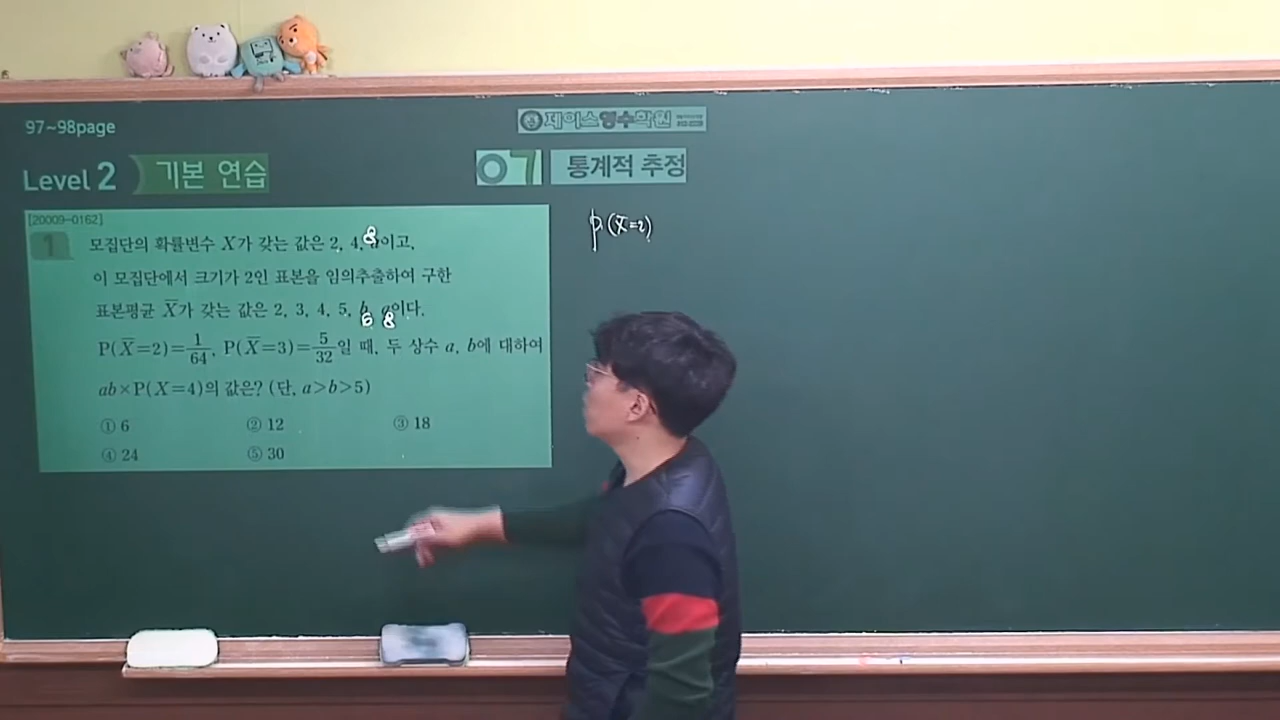 97~98page
제이스영수학원
Level 2 기본 연습
07 통계적 추정
[20009-0162]
1 모집단의 확률변수 X가 갖는 값은 2, 4, 8이고,
이 모집단에서 크기가 2인 표본을 임의추출하여 구한
표본평균 X̄가 갖는 값은 2, 3, 4, 5, b, a이다.
6 8
P(X̄=2)=1/64, P(X̄=3)=5/32일 때, 두 상수 a, b에 대하여
ab×P(X=4)의 값은? (단, a>b>5)
① 6 ② 12 ③ 18
④ 24 ⑤ 30
P(X̄=2)